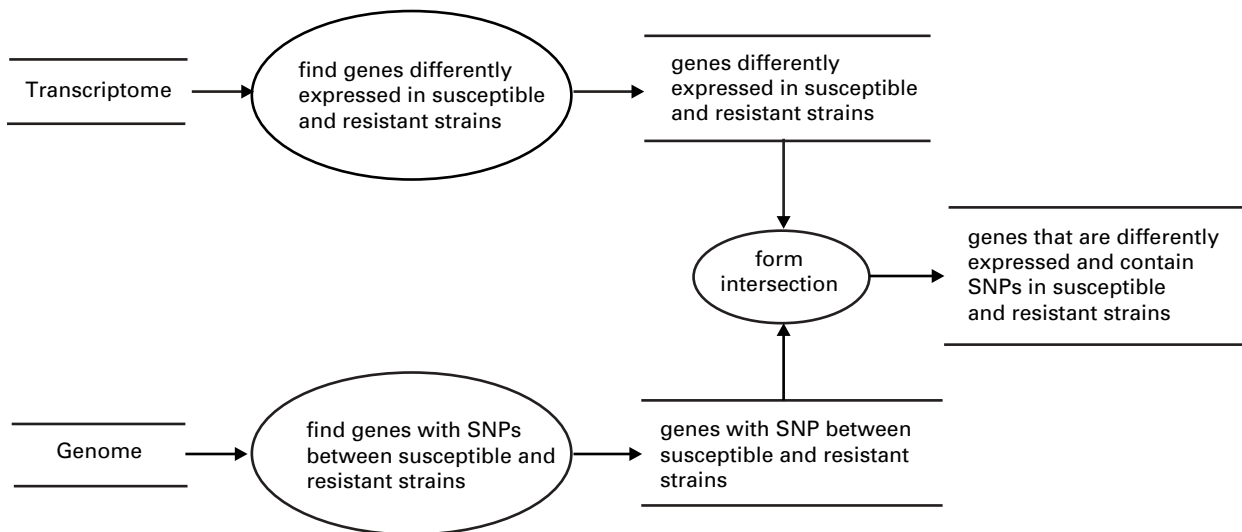 Transcriptome
find genes differently
expressed in susceptible
and resistant strains
genes differently
expressed in susceptible
and resistant strains
form
intersection
genes that are differently
expressed and contain
SNPs in susceptible
and resistant strains
Genome
find genes with SNPs
between susceptible and
resistant strains
genes with SNP between
susceptible and resistant
strains